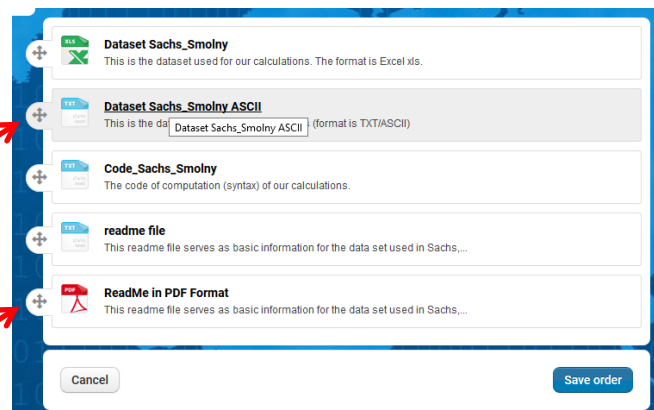 XLS
Dataset Sachs_Smolny
This is the dataset used for our calculations. The format is Excel xls.
TXT
Dataset Sachs_Smolny ASCII
This is the da
Dataset Sachs_Smolny ASCII
(format is TXT/ASCII)
TXT
Code_Sachs_Smolny
The code of computation (syntax) of our calculations.
TXT
readme file
This readme file serves as basic information for the data set used in Sachs,...
PDF
ReadMe in PDF Format
This readme file serves as basic information for the data set used in Sachs,...
Cancel
Save order